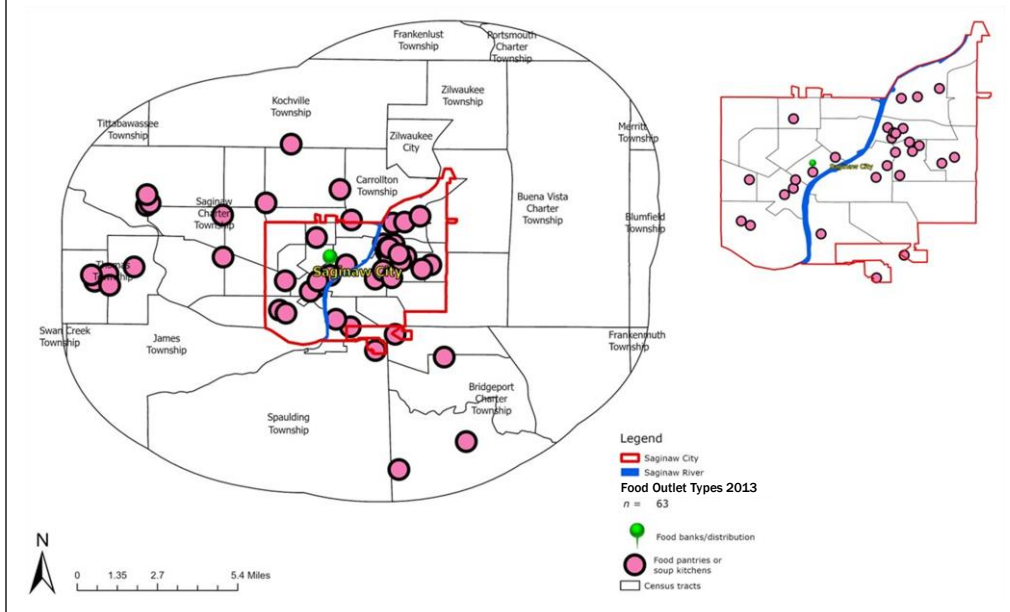 Frankenlust
Township
Portsmouth
Charter
Township
Kochville
Township
Zilwaukee
Township
Tittabawassee
Township
Merritt
Township
Zilwaukee
City
Carrollton
Township
Saginaw
Charter
Township
Buena Vista
Charter
Township
Blumfield
Township
Thomas
Township
Saginaw City
Swan Creek
Township
James
Township
Frankenmuth
Township
Bridgeport
Charter
Township
Spaulding
Township
Saginaw City
Legend
Saginaw City
Saginaw River
Food Outlet Types 2013
n = 63
Food banks/distribution
Food pantries or
soup kitchens
Census tracts
N
0 1.35 2.7 5.4 Miles